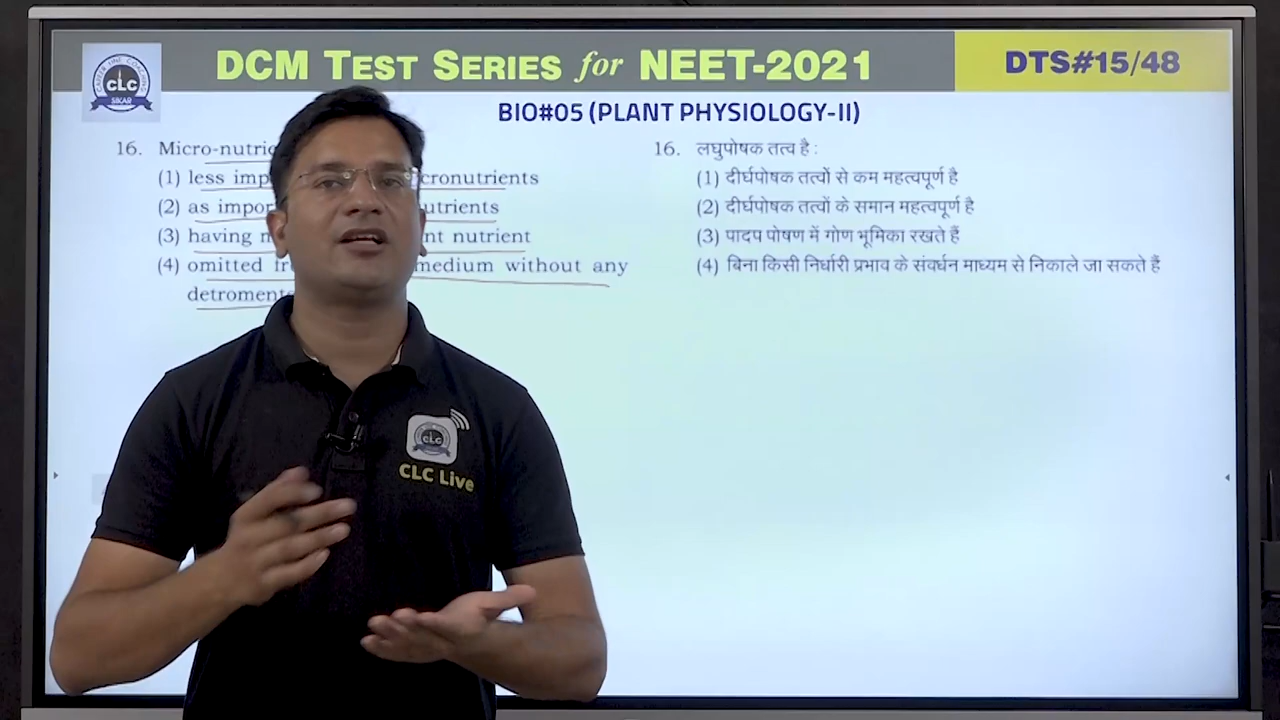 DCM TEST SERIES for NEET-2021
DTS#15/48
CLC
SIKAR
BIO#05 (PLANT PHYSIOLOGY-II)
16. Micro-nutric
(1) less imp cronutrients
(2) as impor utrients
(3) having nt nutrient
(4) omitted medium without any
detroment
16. लघुपोषक तत्व है :
(1) दीर्घपोषक तत्वों से कम महत्वपूर्ण है
(2) दीर्घपोषक तत्वों के समान महत्वपूर्ण है
(3) पादप पोषण में गोण भूमिका रखते हैं
(4) बिना किसी निर्धारी प्रभाव के संवर्धन माध्यम से निकाले जा सकते हैं
CLC
CLC Live